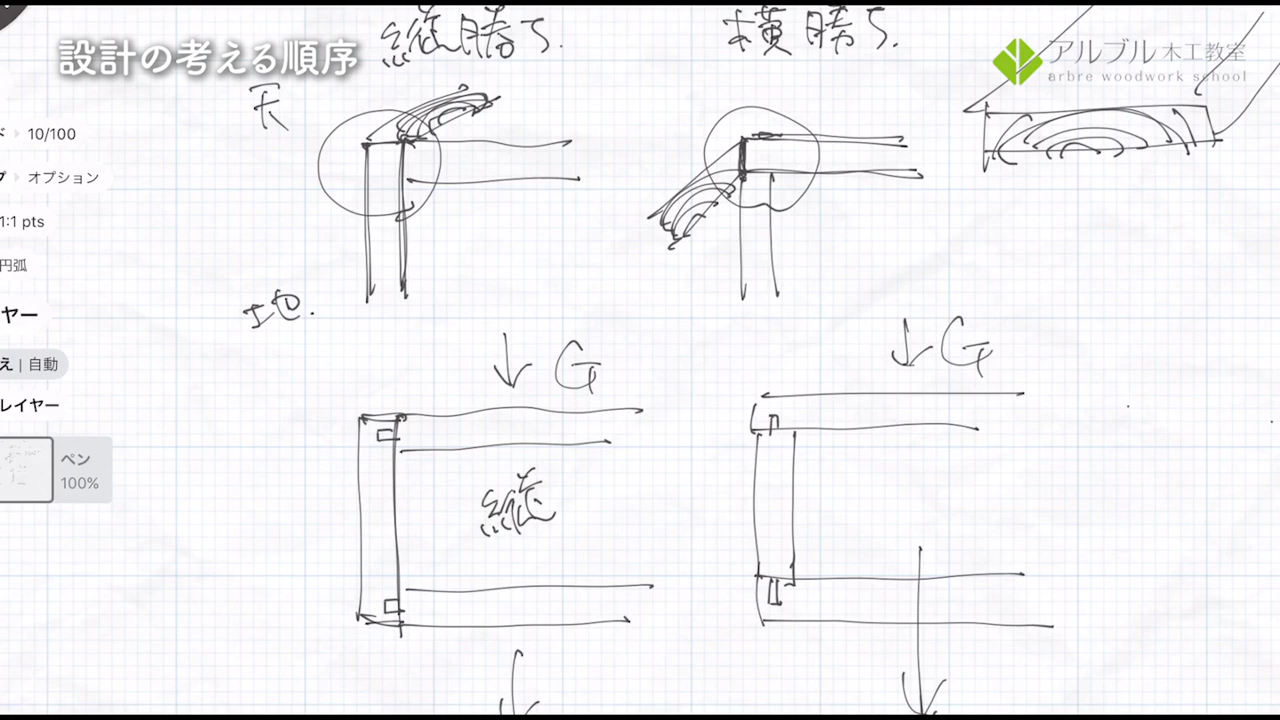 縦勝ち.
横勝ち.
設計の考える順序
アルブル木工教室
arbre woodwork school
天
ド 10/100
プ オプション
1:1 pts
円弧
地.
ヤー
え | 自動
レイヤー
G
G
ペン
100%
縦